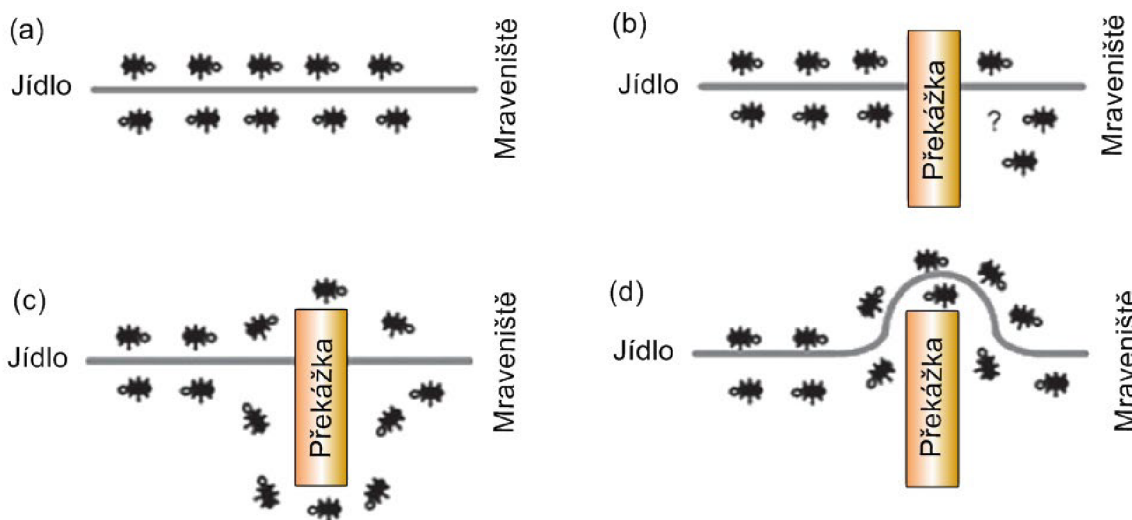 (a)
Jídlo
Mraveniště
(b)
Jídlo
Překážka
?
Mraveniště
(c)
Jídlo
Překážka
Mraveniště
(d)
Jídlo
Překážka
Mraveniště